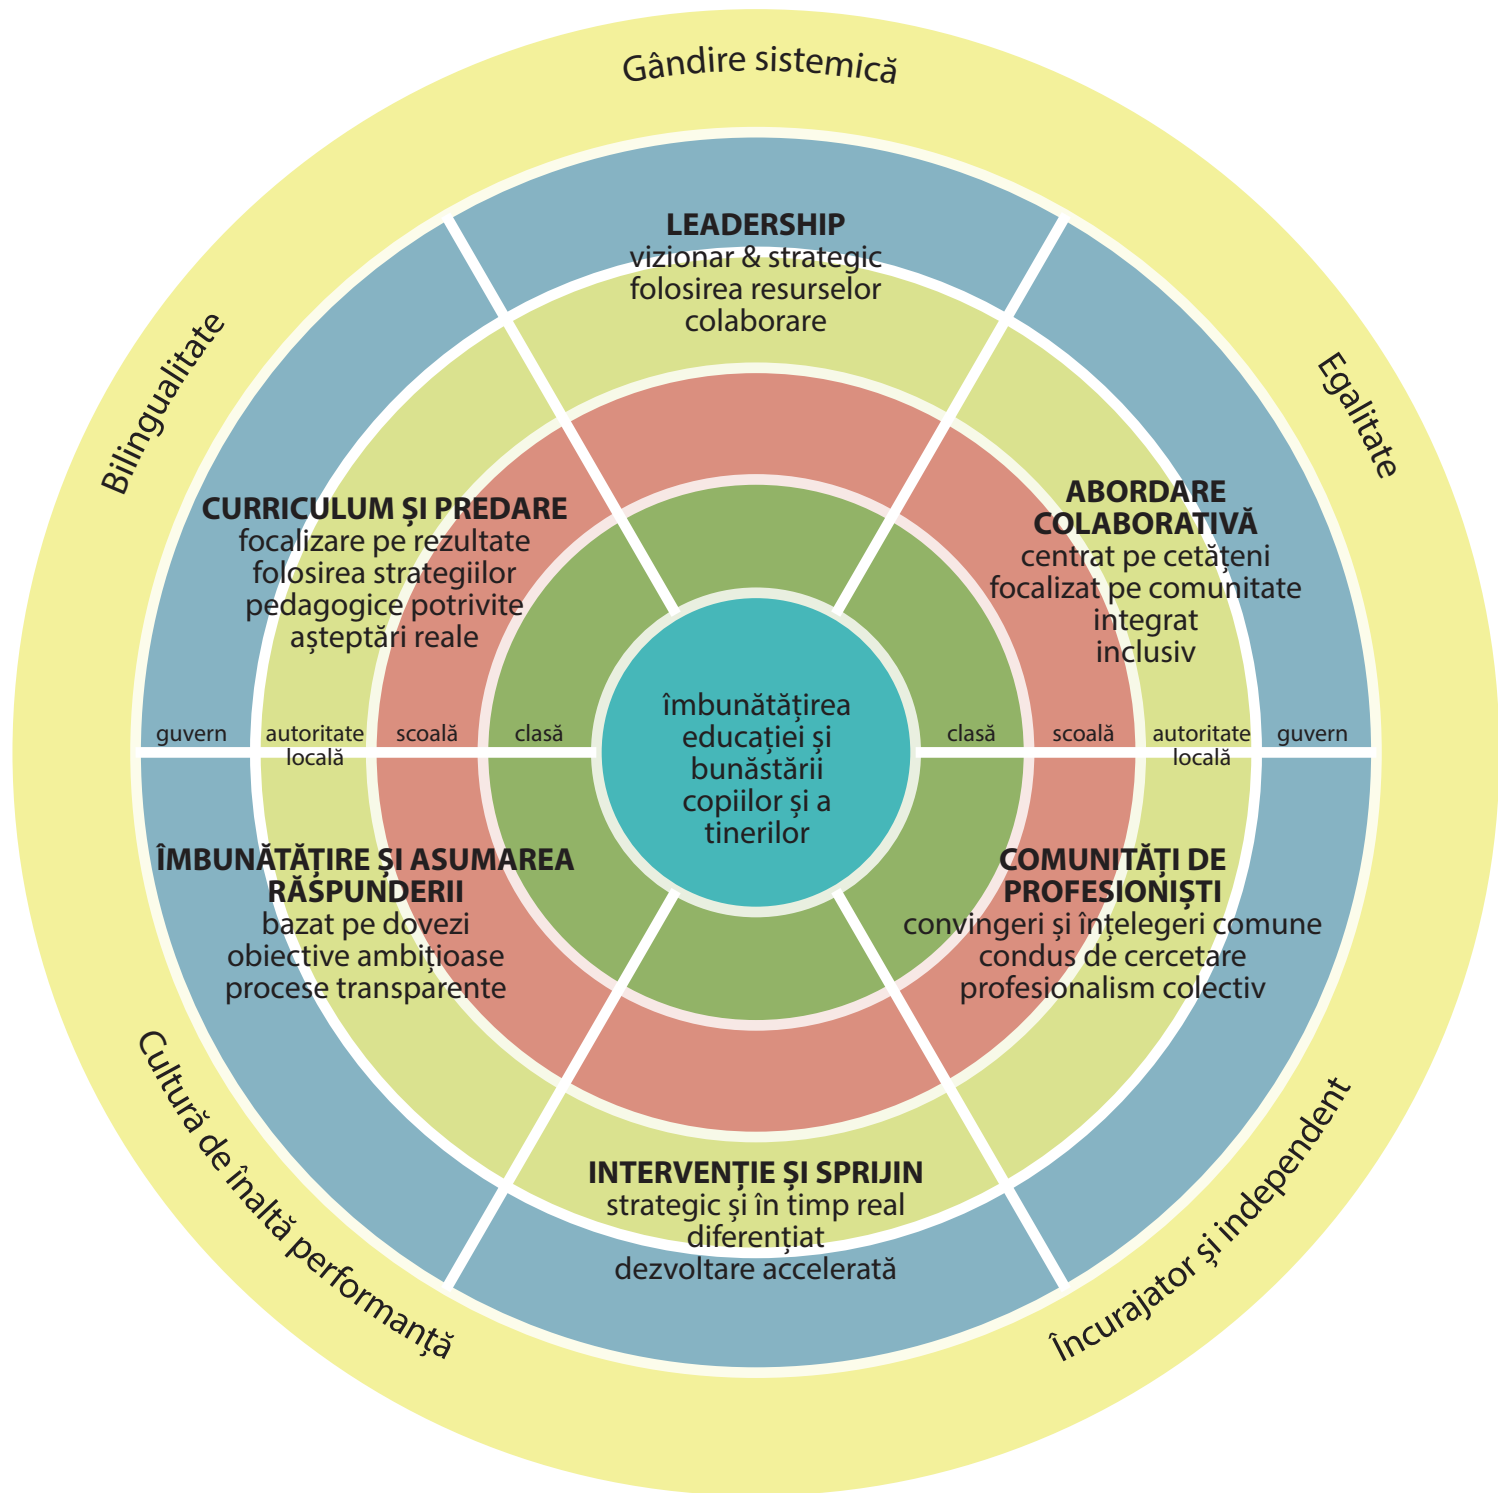 Gândire sistemică
Bilingualitate
Egalitate
LEADERSHIP
vizionar & strategic
folosirea resurselor
colaborare
CURRICULUM ȘI PREDARE
focalizare pe rezultate
folosirea strategiilor
pedagogice potrivite
așteptări reale
ABORDARE
COLABORATIVĂ
centrat pe cetățeni
focalizat pe comunitate
integrat
inclusiv
guvern
autoritate
locală
scoală
clasă
îmbunătățirea
educației și
bunăstării
copiilor și a
tinerilor
clasă
scoală
autoritate
locală
guvern
ÎMBUNĂTĂȚIRE ȘI ASUMAREA
RĂSPUNDERII
bazat pe dovezi
obiective ambițioase
procese transparente
COMUNITĂȚI DE
PROFESIONIȘTI
convingeri și înțelegeri comune
condus de cercetare
profesionalism colectiv
INTERVENȚIE ȘI SPRIJIN
strategic și în timp real
diferențiat
dezvoltare accelerată
Cultură de înaltă performanță
Încurajator și independent